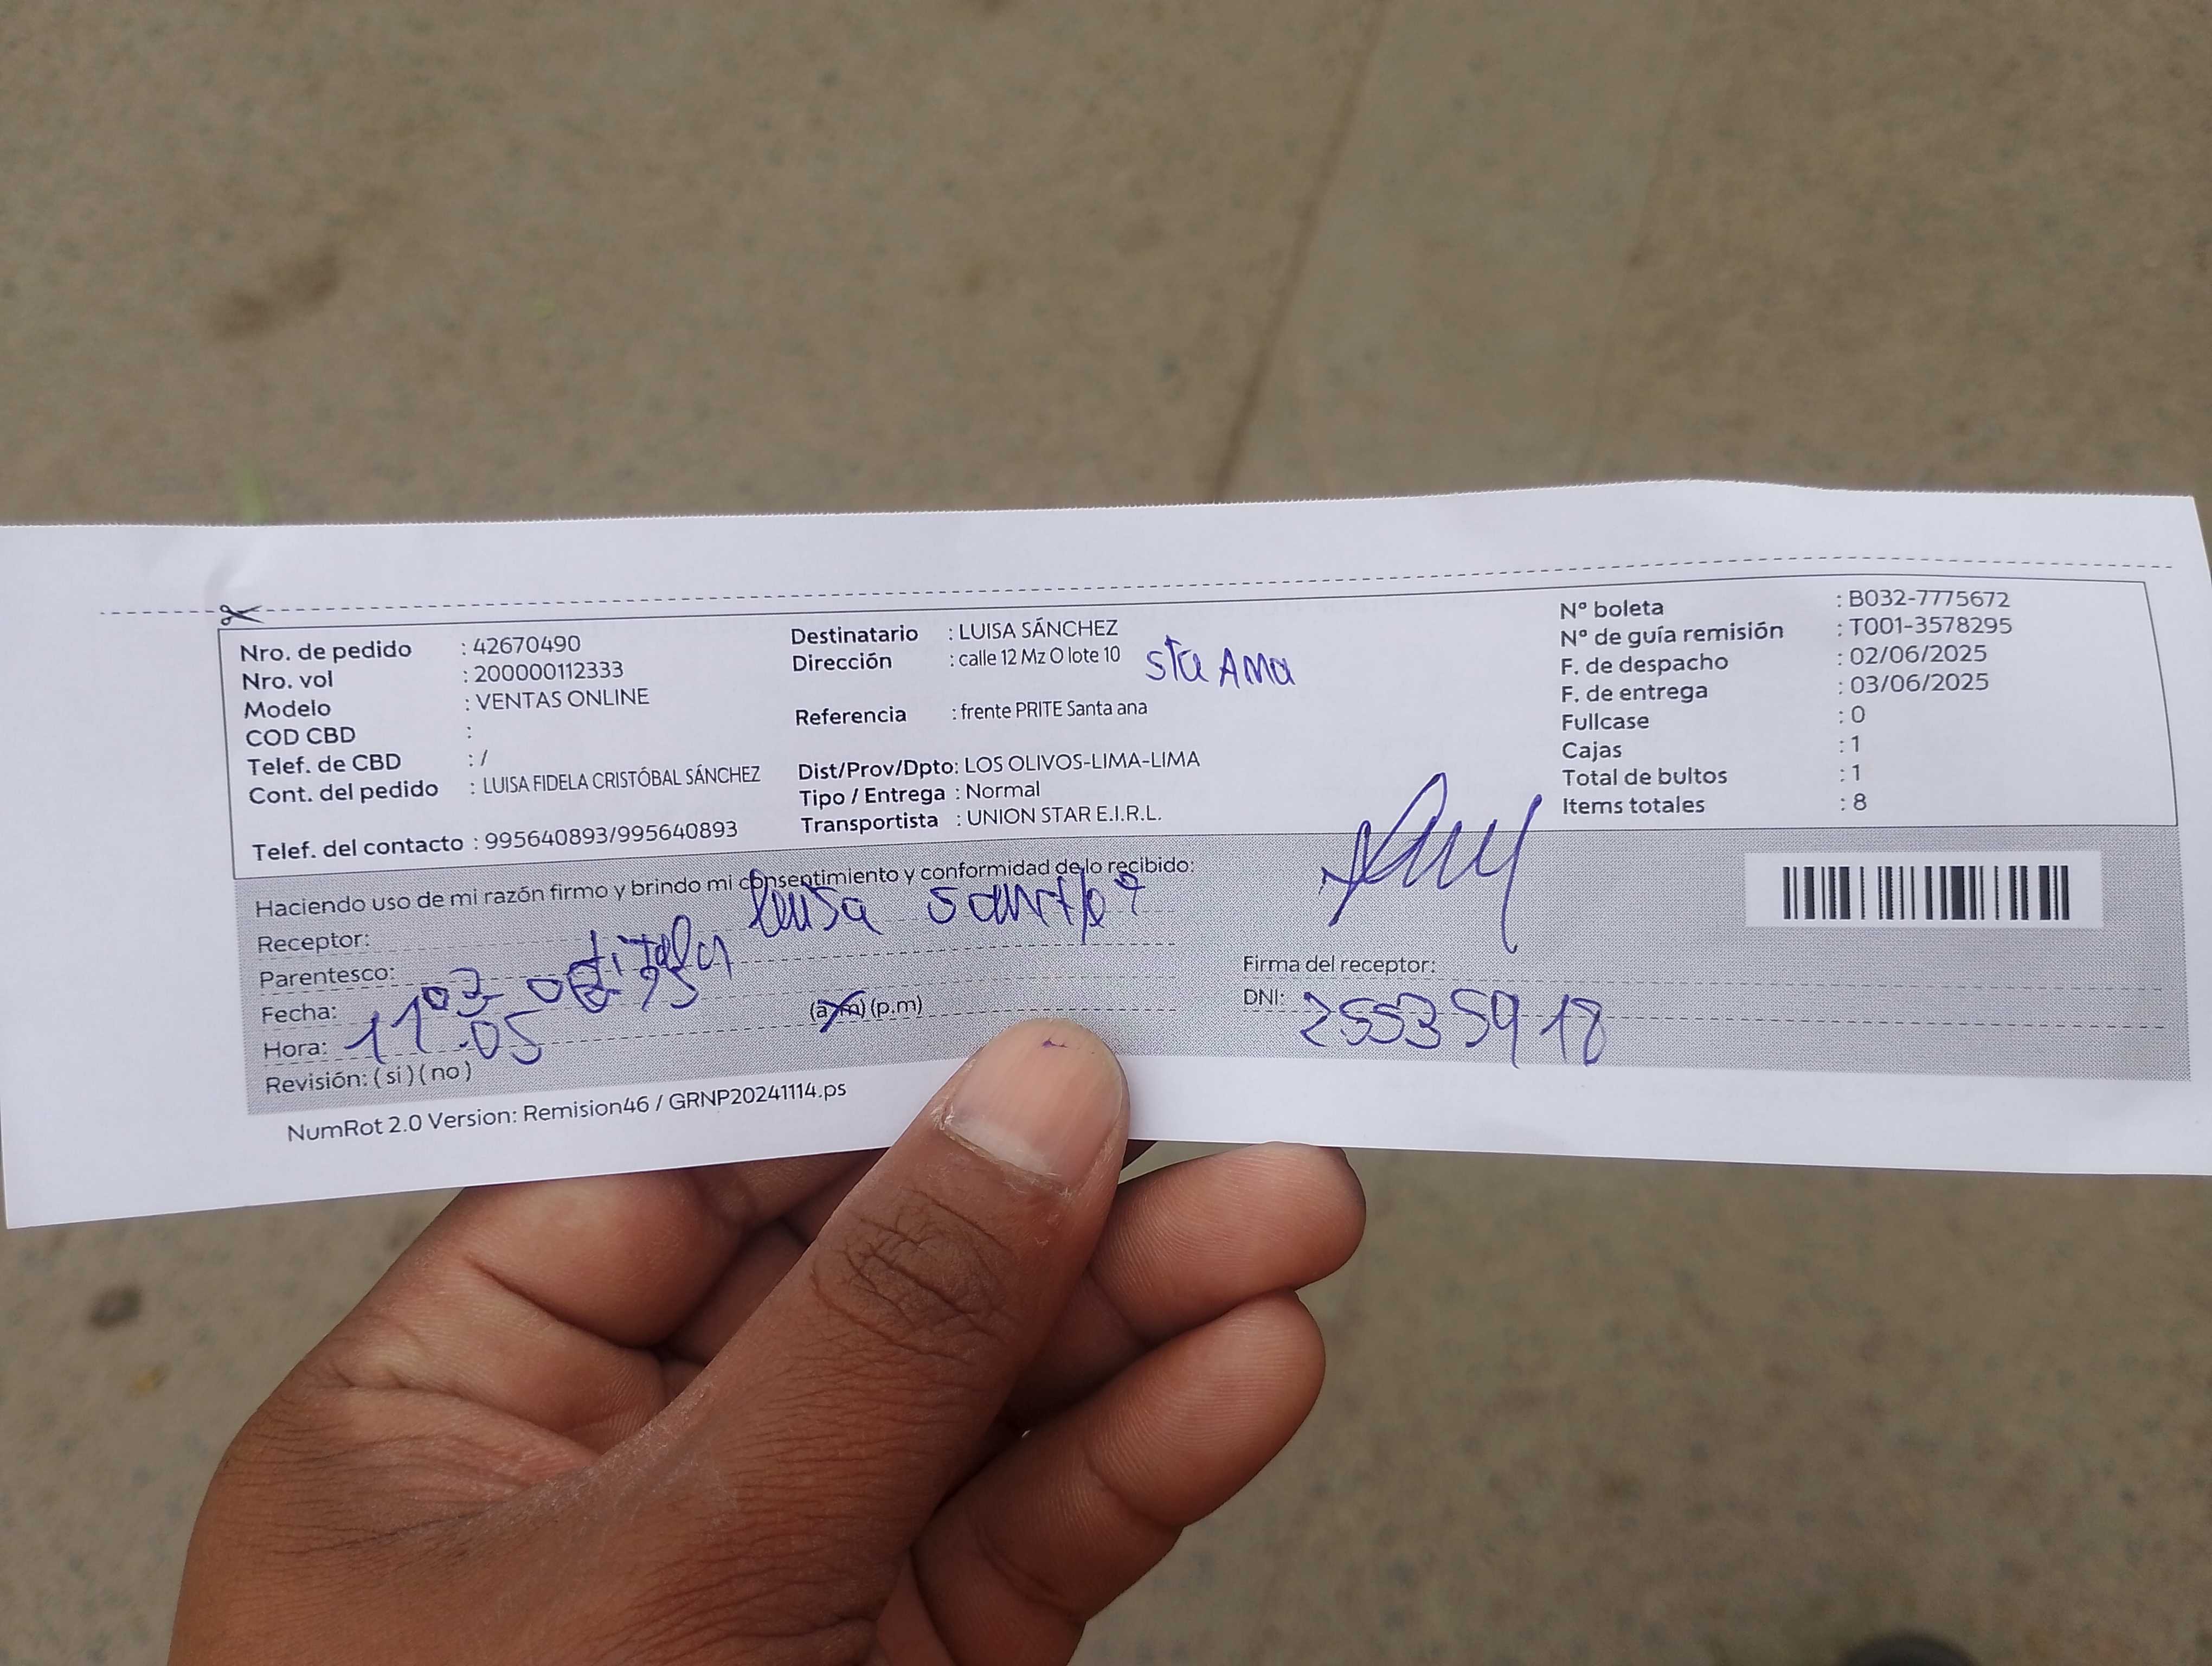 Nro. de pedido : 42670490
Nro. vol : 200000112333
Modelo : VENTAS ONLINE
COD CBD :
Telef. de CBD : /
Cont. del pedido : LUISA FIDELA CRISTÓBAL SÁNCHEZ
Telef. del contacto : 995640893/995640893
Destinatario : LUISA SÁNCHEZ
Dirección : calle 12 Mz O lote 10 Sta Ana
Referencia : frente PRITE Santa ana
Dist/Prov/Dpto: LOS OLIVOS-LIMA-LIMA
Tipo / Entrega : Normal
Transportista : UNION STAR E.I.R.L.
Nº boleta : B032-7775672
Nº de guía remisión : T001-3578295
F. de despacho : 02/06/2025
F. de entrega : 03/06/2025
Fullcase : 0
Cajas : 1
Total de bultos : 1
Items totales : 8
Haciendo uso de mi razón firmo y brindo mi consentimiento y conformidad de lo recibido:
Receptor: luisa
Parentesco: titular
Fecha: 03
Hora: 11:05 (a.m) (p.m)
Revisión: ( si ) ( no )
Firma del receptor:
DNI: 25535918
NumRot 2.0 Version: Remision46 / GRNP20241114.ps